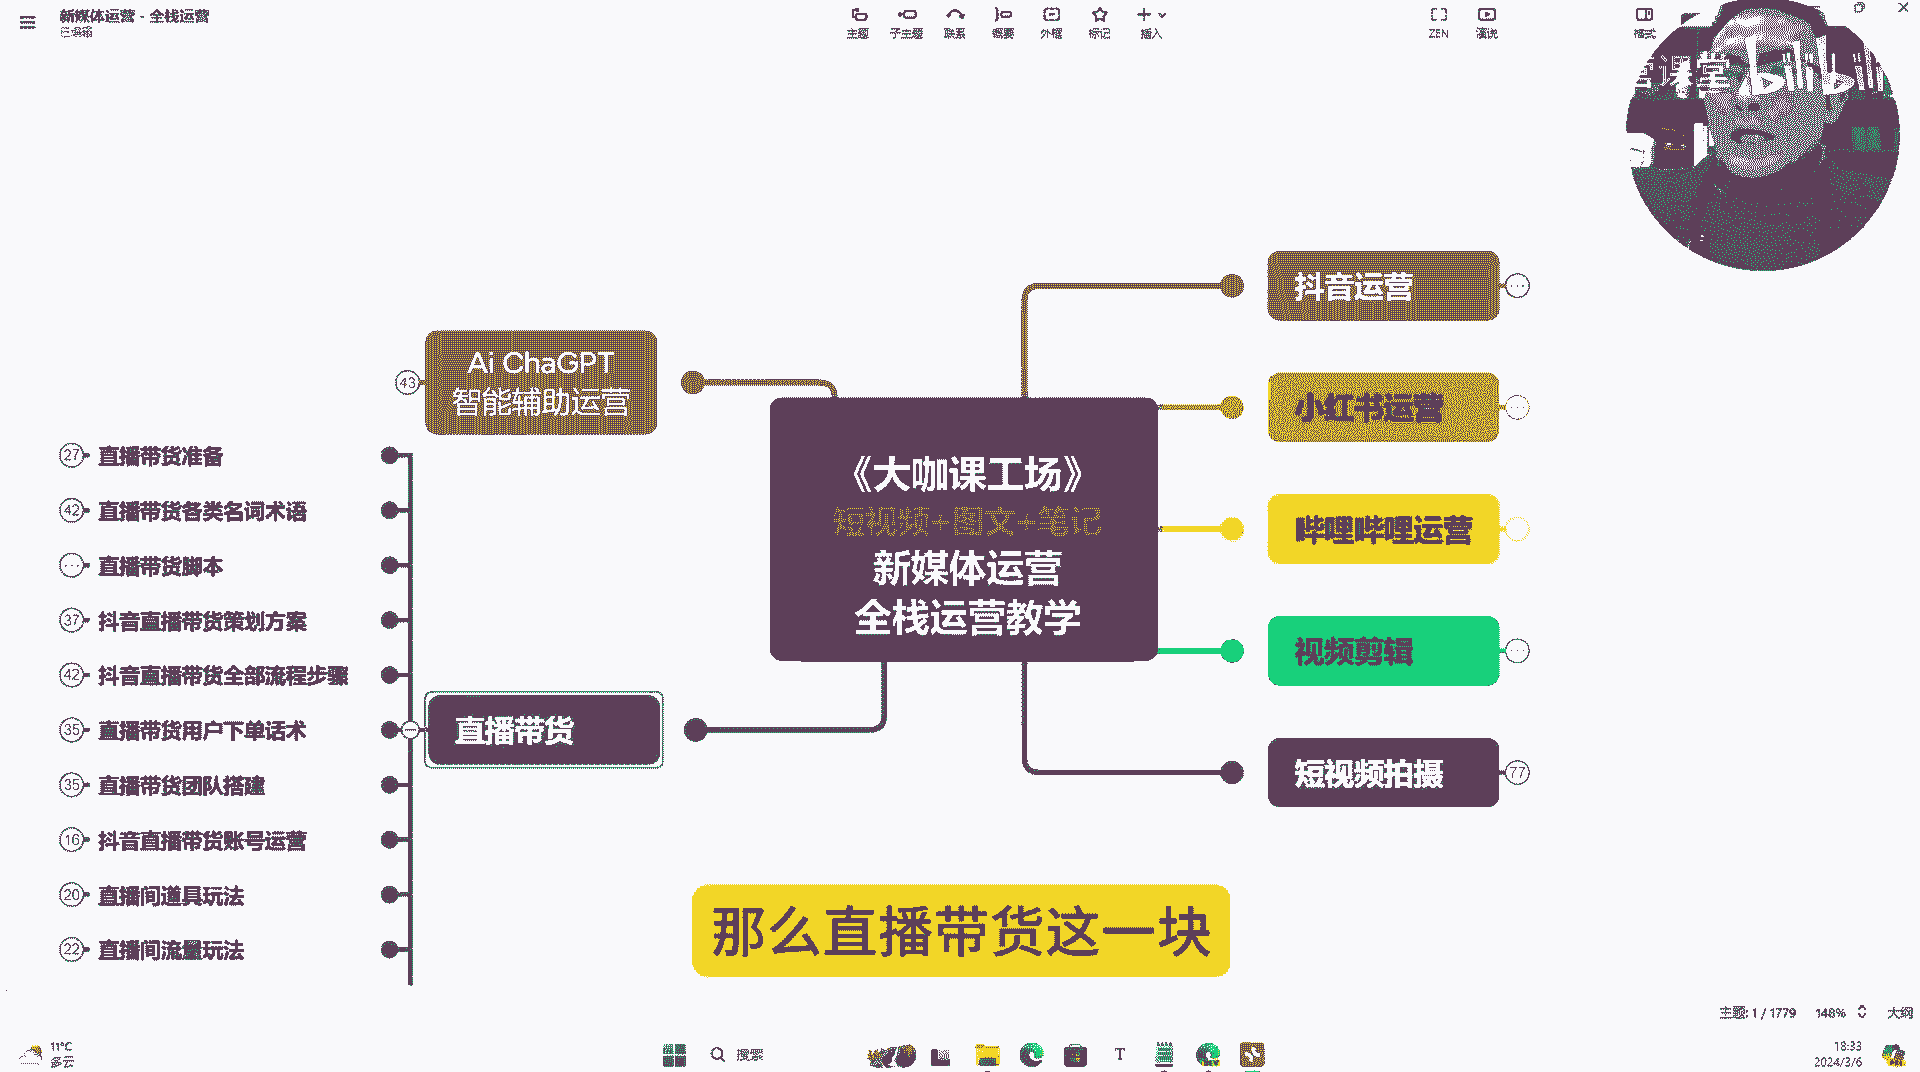 新媒体运营 - 全栈运营
已编辑
主题
子主题
联系
概要
外框
标记
插入
ZEN
演说
格式
营课堂 bilibili
抖音运营
小红书运营
哔哩哔哩运营
视频剪辑
短视频拍摄
77
43
Ai ChaGPT
智能辅助运营
《大咖课工场》
短视频+图文+笔记
新媒体运营
全栈运营教学
直播带货
27 直播带货准备
42 直播带货各类名词术语
直播带货脚本
37 抖音直播带货策划方案
42 抖音直播带货全部流程步骤
35 直播带货用户下单话术
35 直播带货团队搭建
16 抖音直播带货账号运营
20 直播间道具玩法
22 直播间流量玩法
那么直播带货这一块
主题: 1 / 1779
148%
大纲
11°C
多云
搜索
18:33
2024/3/6